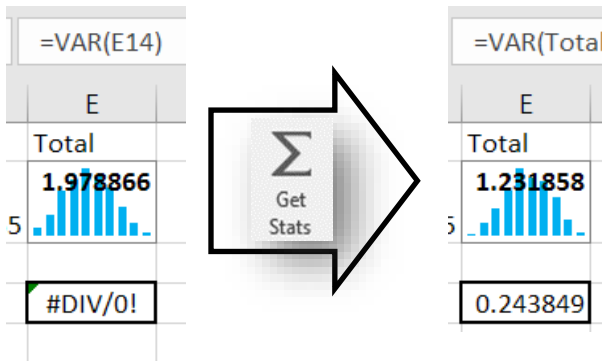 =VAR(E14)
E
Total
1.978866
5
#DIV/0!
Σ
Get
Stats
=VAR(Total
E
Total
1.231858
5
0.243849